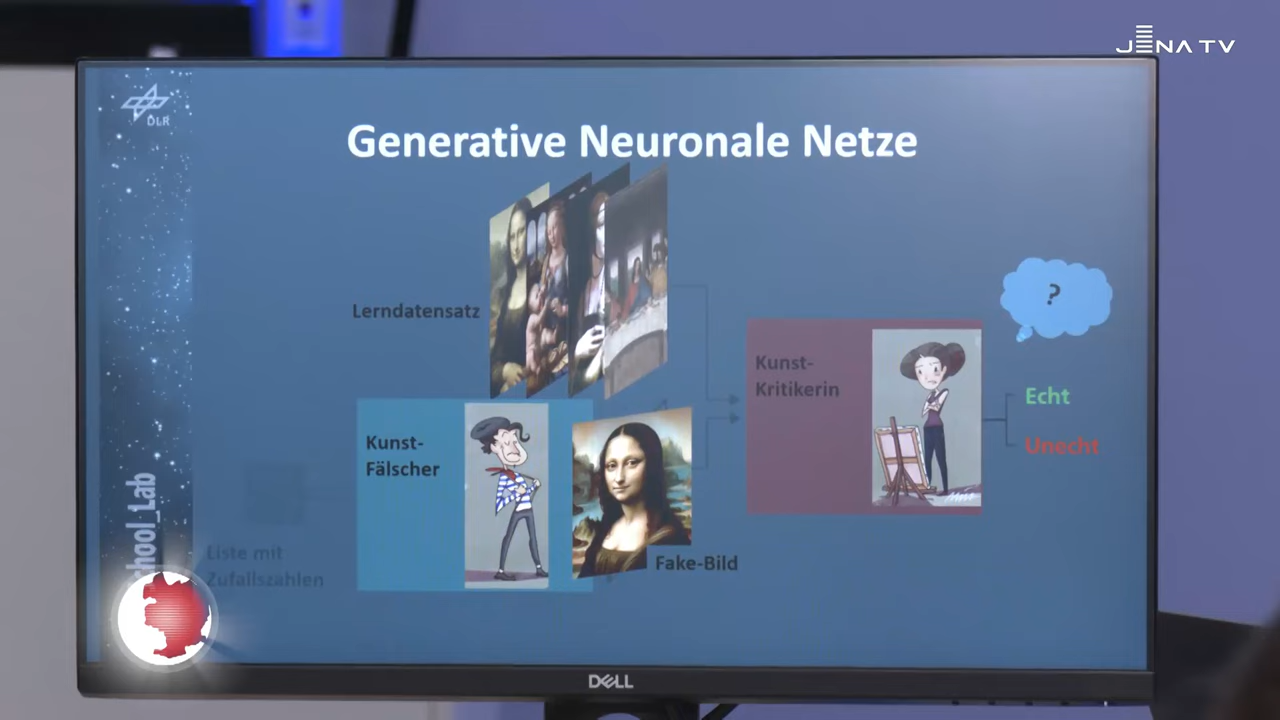 JENA TV
DLR
Generative Neuronale Netze
Lerndatensatz
?
Kunst-
Kritikerin
Echt
Unecht
Kunst-
Fälscher
Fake-Bild
Liste mit
Zufallszahlen
chool_Lab
DELL